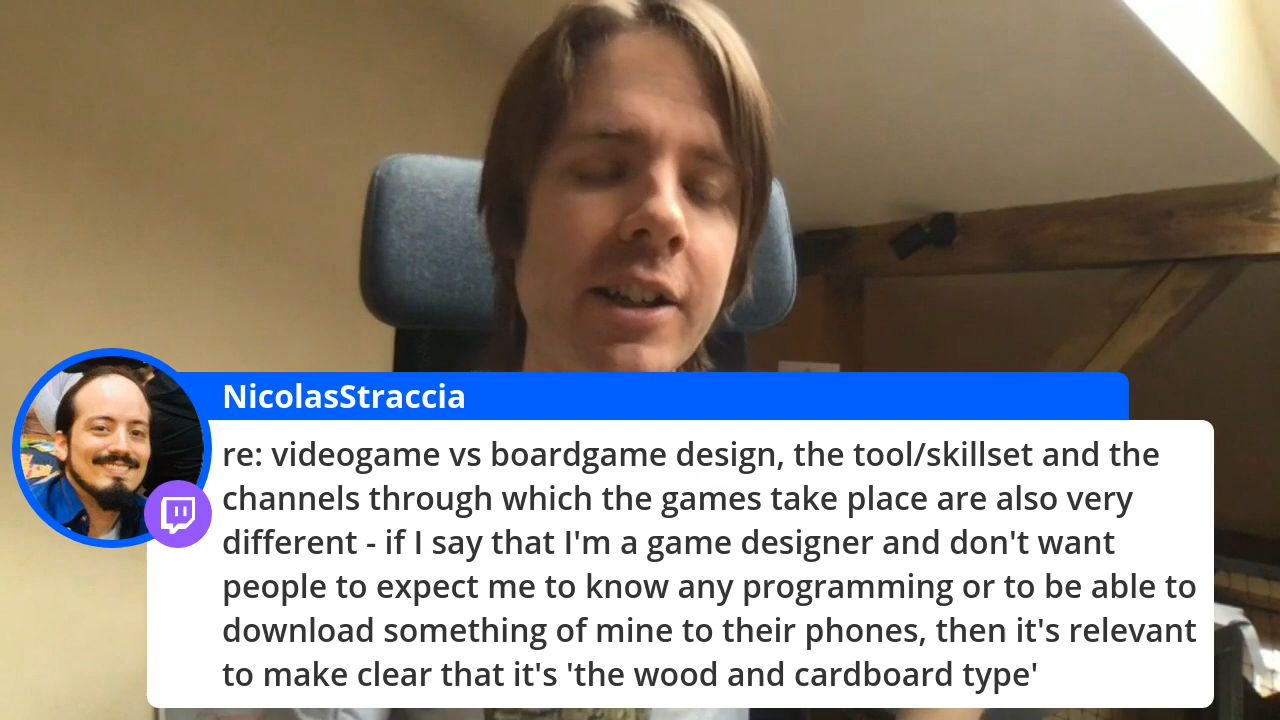 NicolasStraccia
re: videogame vs boardgame design, the tool/skillset and the
channels through which the games take place are also very
different - if I say that I'm a game designer and don't want
people to expect me to know any programming or to be able to
download something of mine to their phones, then it's relevant
to make clear that it's 'the wood and cardboard type'